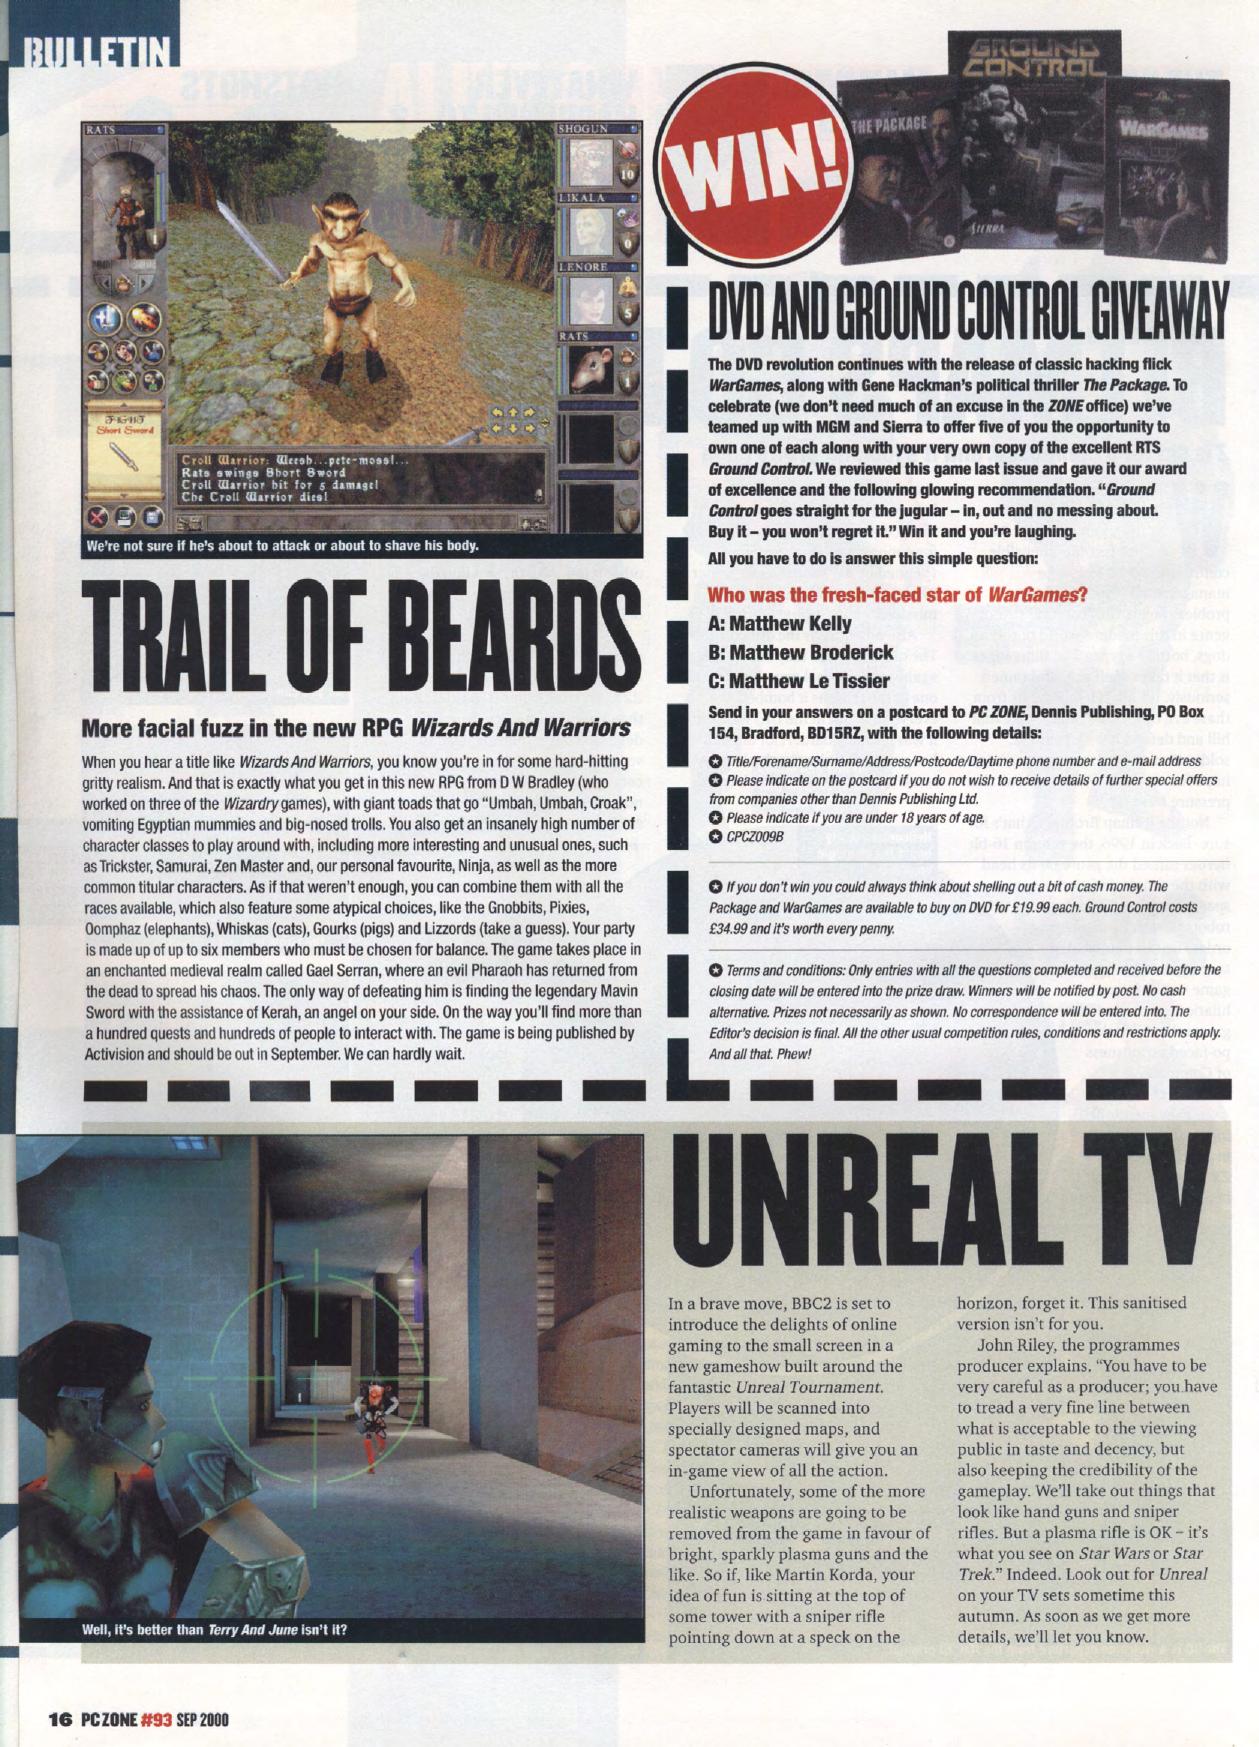 BULLETIN
RATS
SHOGUN
10
LIKALA
0
LENORE
5
RATS
1
FIGHT
Short Sword
Croll Warrior: Weesh...pete-moss!...
Rats swings Short Sword
Croll Warrior hit for 5 damage!
The Croll Warrior dies!
We're not sure if he's about to attack or about to shave his body.
TRAIL OF BEARDS
More facial fuzz in the new RPG Wizards And Warriors
When you hear a title like Wizards And Warriors, you know you're in for some hard-hitting
gritty realism. And that is exactly what you get in this new RPG from D W Bradley (who
worked on three of the Wizardry games), with giant toads that go "Umbah, Umbah, Croak",
vomiting Egyptian mummies and big-nosed trolls. You also get an insanely high number of
character classes to play around with, including more interesting and unusual ones, such
as Trickster, Samurai, Zen Master and, our personal favourite, Ninja, as well as the more
common titular characters. As if that weren't enough, you can combine them with all the
races available, which also feature some atypical choices, like the Gnobbits, Pixies,
Oomphaz (elephants), Whiskas (cats), Gourks (pigs) and Lizzords (take a guess). Your party
is made up of up to six members who must be chosen for balance. The game takes place in
an enchanted medieval realm called Gael Serran, where an evil Pharaoh has returned from
the dead to spread his chaos. The only way of defeating him is finding the legendary Mavin
Sword with the assistance of Kerah, an angel on your side. On the way you'll find more than
a hundred quests and hundreds of people to interact with. The game is being published by
Activision and should be out in September. We can hardly wait.
WIN!
THE PACKAGE
GROUND
CONTROL
SIERRA
WARGAMES
DVD AND GROUND CONTROL GIVEAWAY
The DVD revolution continues with the release of classic hacking flick
WarGames, along with Gene Hackman's political thriller The Package. To
celebrate (we don't need much of an excuse in the ZONE office) we've
teamed up with MGM and Sierra to offer five of you the opportunity to
own one of each along with your very own copy of the excellent RTS
Ground Control. We reviewed this game last issue and gave it our award
of excellence and the following glowing recommendation. "Ground
Control goes straight for the jugular – in, out and no messing about.
Buy it – you won't regret it." Win it and you're laughing.
All you have to do is answer this simple question:
Who was the fresh-faced star of WarGames?
A: Matthew Kelly
B: Matthew Broderick
C: Matthew Le Tissier
Send in your answers on a postcard to PC ZONE, Dennis Publishing, PO Box
154, Bradford, BD15RZ, with the following details:
Title/Forename/Surname/Address/Postcode/Daytime phone number and e-mail address
Please indicate on the postcard if you do not wish to receive details of further special offers
from companies other than Dennis Publishing Ltd.
Please indicate if you are under 18 years of age.
CPCZ009B
If you don't win you could always think about shelling out a bit of cash money. The
Package and WarGames are available to buy on DVD for £19.99 each. Ground Control costs
£34.99 and it's worth every penny.
Terms and conditions: Only entries with all the questions completed and received before the
closing date will be entered into the prize draw. Winners will be notified by post. No cash
alternative. Prizes not necessarily as shown. No correspondence will be entered into. The
Editor's decision is final. All the other usual competition rules, conditions and restrictions apply.
And all that. Phew!
Well, it's better than Terry And June isn't it?
UNREAL TV
In a brave move, BBC2 is set to
introduce the delights of online
gaming to the small screen in a
new gameshow built around the
fantastic Unreal Tournament.
Players will be scanned into
specially designed maps, and
spectator cameras will give you an
in-game view of all the action.
Unfortunately, some of the more
realistic weapons are going to be
removed from the game in favour of
bright, sparkly plasma guns and the
like. So if, like Martin Korda, your
idea of fun is sitting at the top of
some tower with a sniper rifle
pointing down at a speck on the
horizon, forget it. This sanitised
version isn't for you.
John Riley, the programmes
producer explains. "You have to be
very careful as a producer; you have
to tread a very fine line between
what is acceptable to the viewing
public in taste and decency, but
also keeping the credibility of the
gameplay. We'll take out things that
look like hand guns and sniper
rifles. But a plasma rifle is OK – it's
what you see on Star Wars or Star
Trek." Indeed. Look out for Unreal
on your TV sets sometime this
autumn. As soon as we get more
details, we'll let you know.
16 PCZONE #93 SEP 2000